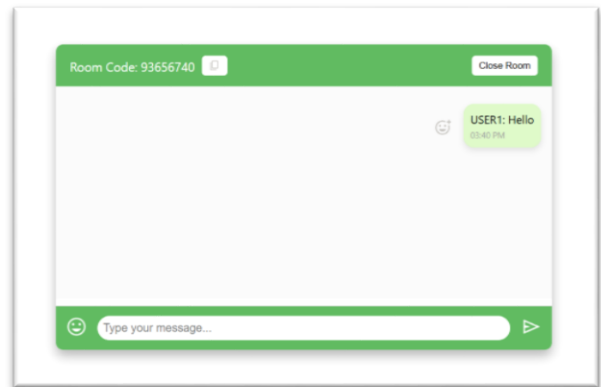 Room Code: 93656740
Close Room
USER1: Hello
03:40 PM
Type your message...